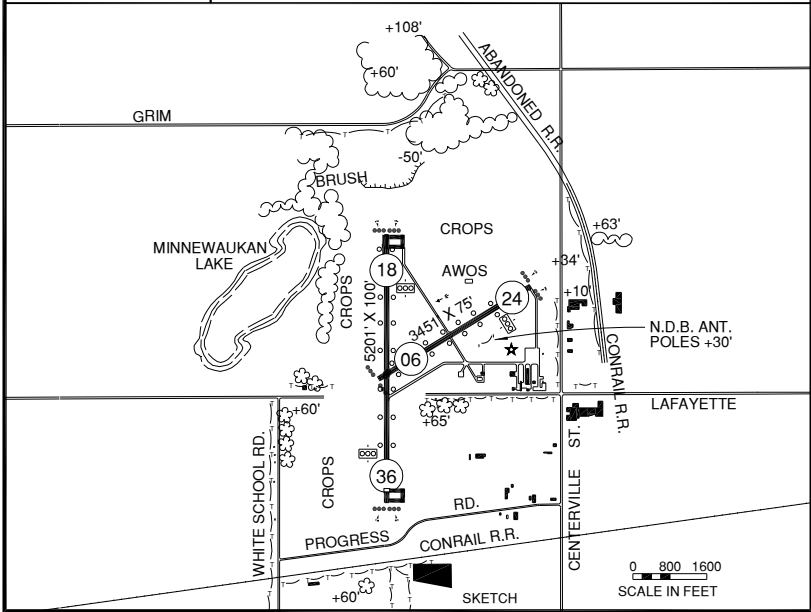 +108'
+60'
ABANDONED R.R.
GRIM
-50'
BRUSH
+63'
CROPS
MINNEWAUKAN
LAKE
+34'
18
AWOS
CROPS
24
+10'
5201' X 100'
3451' X 75'
N.D.B. ANT.
POLES +30'
06
CONRAIL R.R.
+60'
+65'
LAFAYETTE
WHITE SCHOOL RD.
CROPS
36
CENTERVILLE ST.
RD.
PROGRESS
CONRAIL R.R.
0 800 1600
SCALE IN FEET
+60'
SKETCH